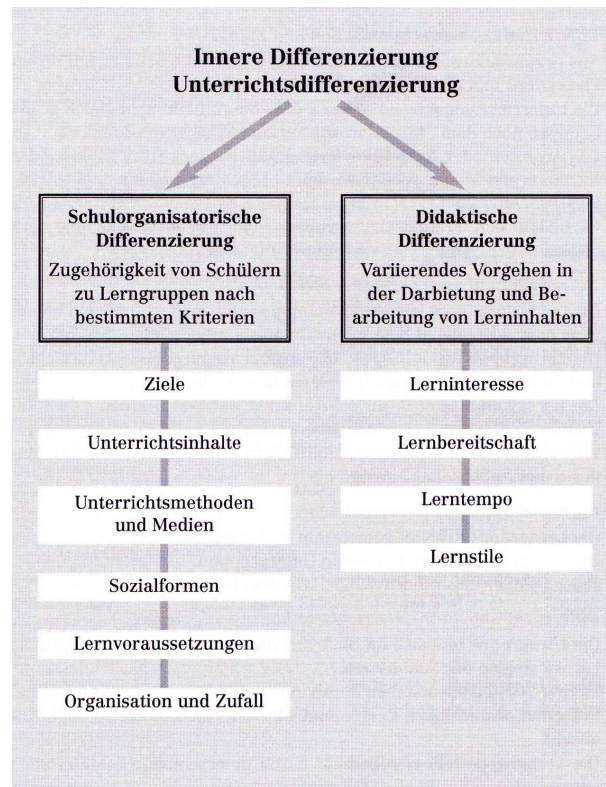 Innere Differenzierung
Unterrichtsdifferenzierung
Schulorganisatorische
Differenzierung
Zugehörigkeit von Schülern
zu Lerngruppen nach
bestimmten Kriterien
Ziele
Unterrichtsinhalte
Unterrichtsmethoden
und Medien
Sozialformen
Lernvoraussetzungen
Organisation und Zufall
Didaktische
Differenzierung
Variierendes Vorgehen in
der Darbietung und Be-
arbeitung von Lerninhalten
Lerninteresse
Lernbereitschaft
Lerntempo
Lernstile